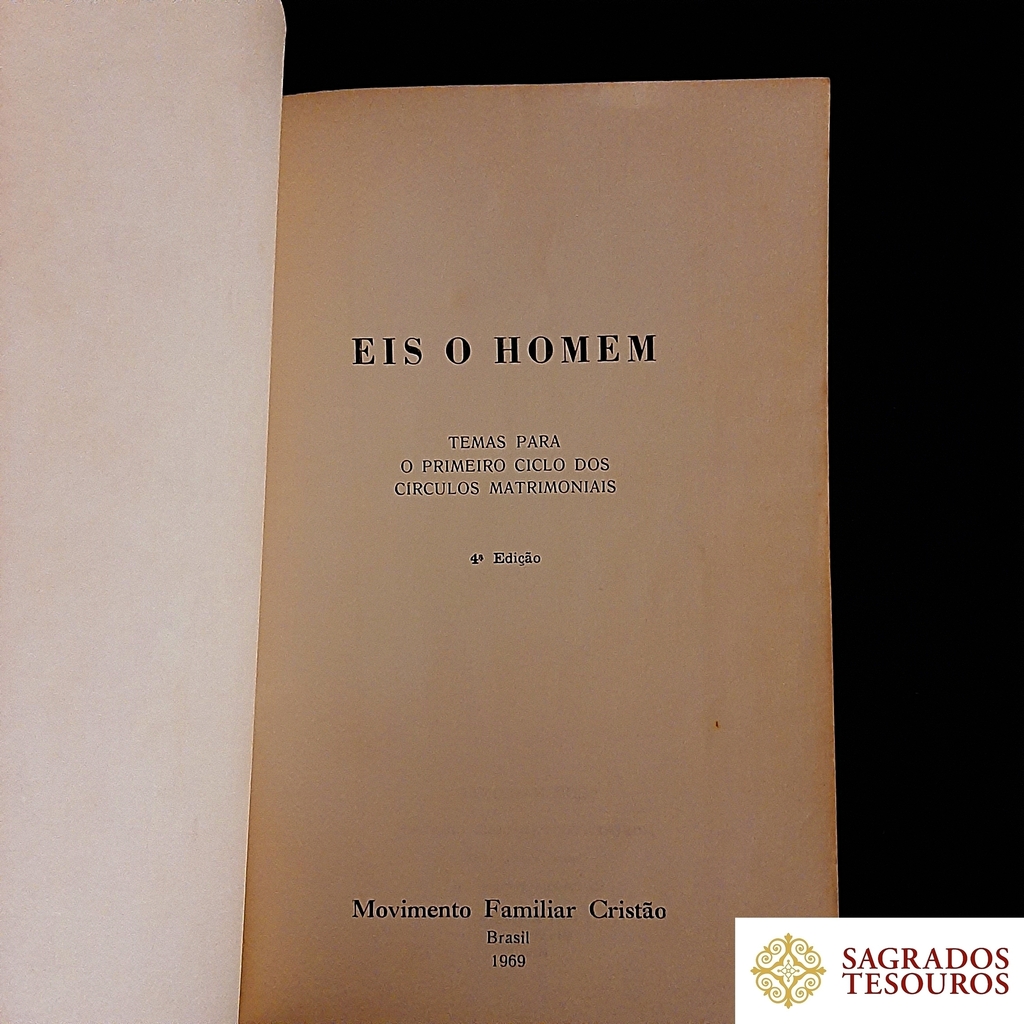 EIS O HOMEM
TEMAS PARA
O PRIMEIRO CICLO DOS
CÍRCULOS MATRIMONIAIS
4ª Edição
Movimento Familiar Cristão
Brasil
1969
SAGRADOS
TESOUROS